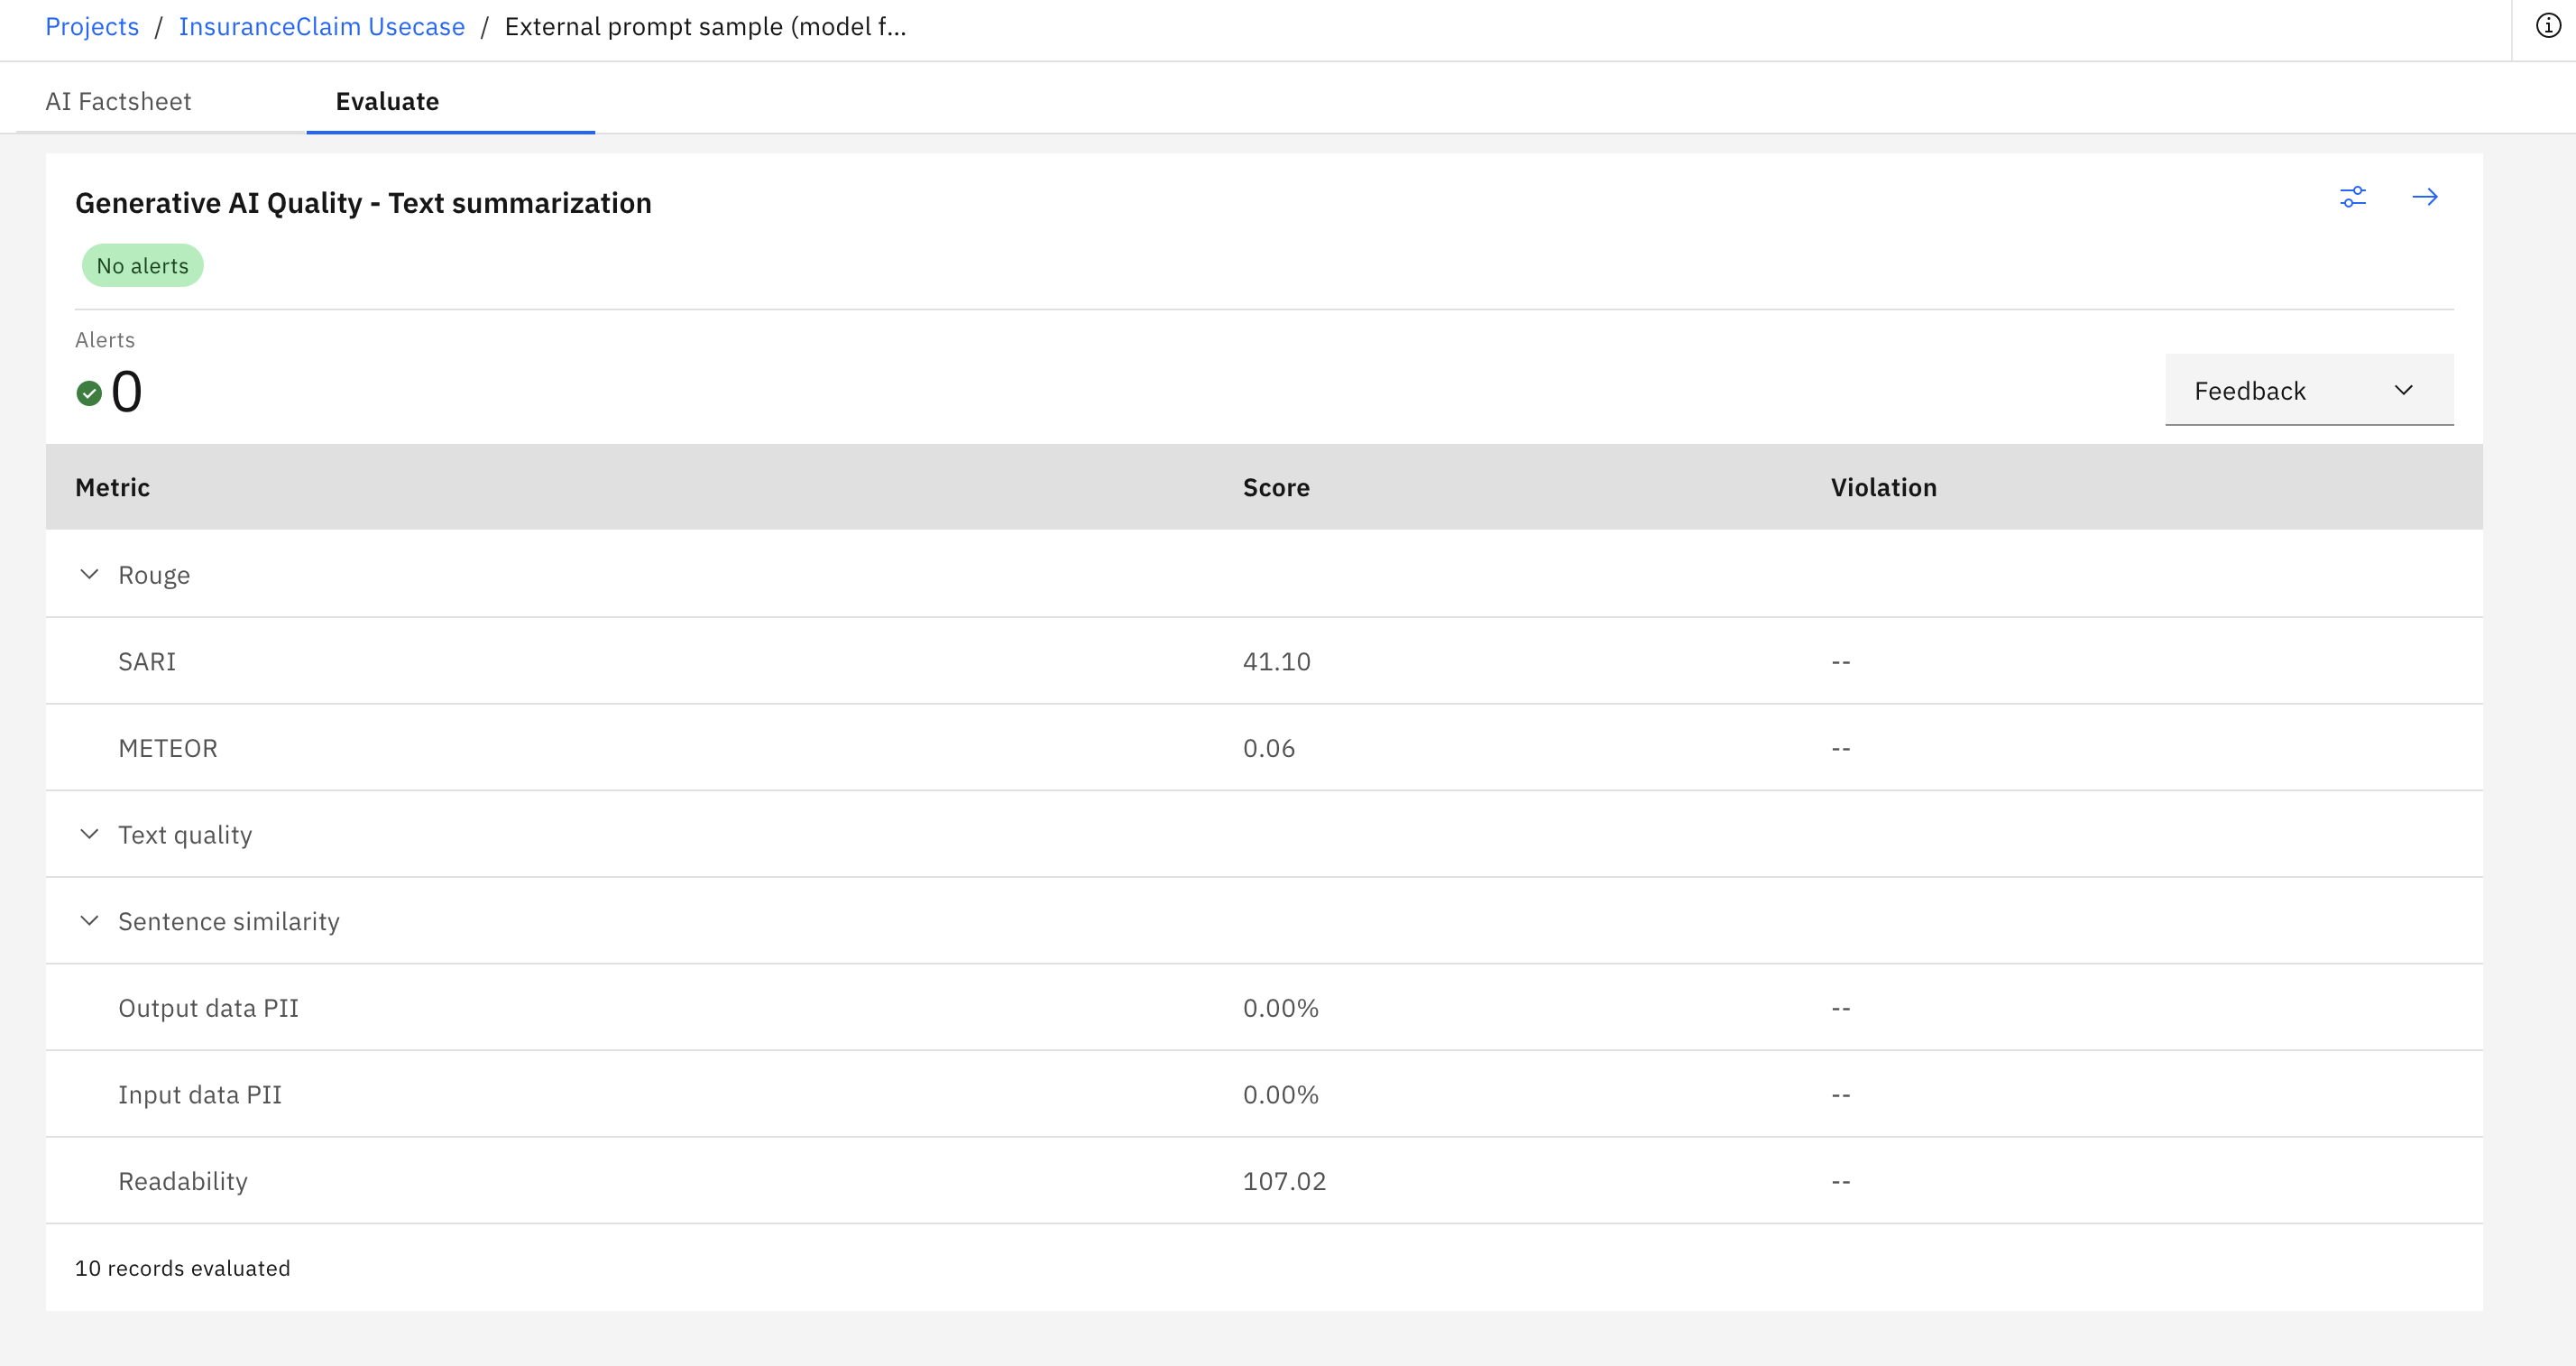 Projects / InsuranceClaim Usecase / External prompt sample (model f...
AI Factsheet Evaluate
Generative AI Quality - Text summarization
No alerts
Alerts
0
Feedback
Metric Score Violation
Rouge
SARI 41.10 --
METEOR 0.06 --
Text quality
Sentence similarity
Output data PII 0.00% --
Input data PII 0.00% --
Readability 107.02 --
10 records evaluated